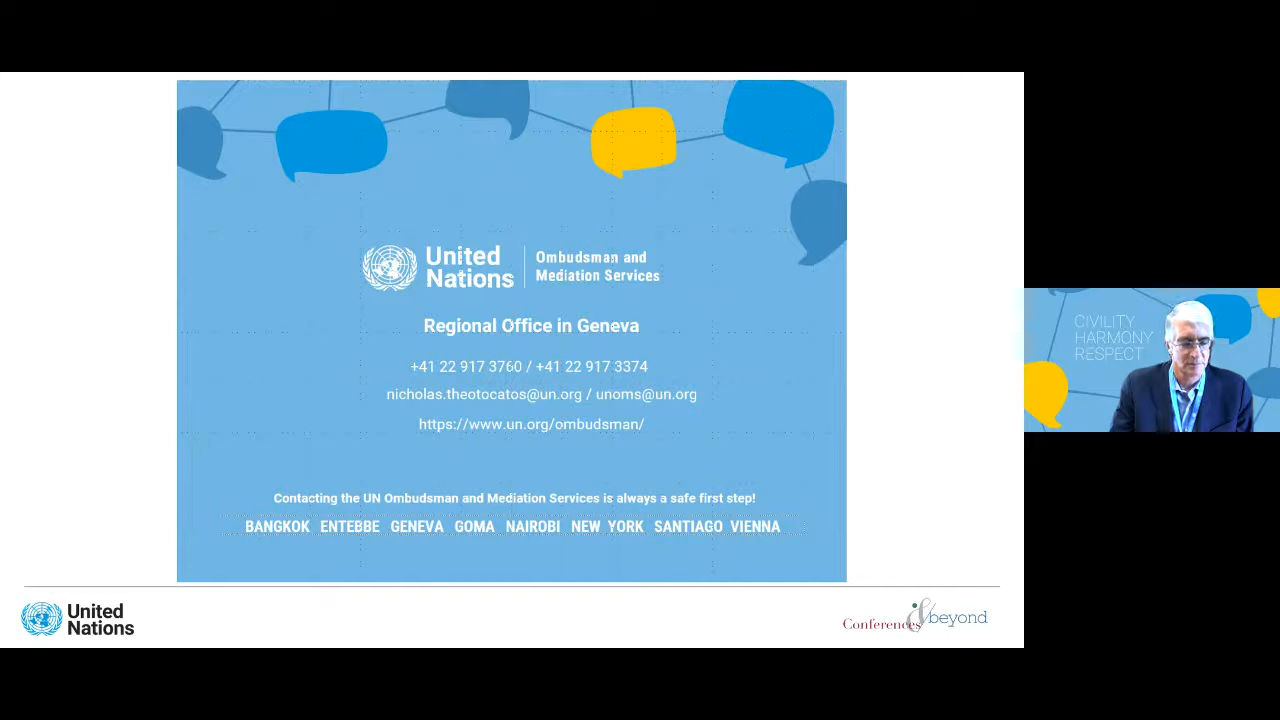 United
Nations
Ombudsman and
Mediation Services
Regional Office in Geneva
+41 22 917 3760 / +41 22 917 3374
nicholas.theotocatos@un.org / unoms@un.org
https://www.un.org/ombudsman/
Contacting the UN Ombudsman and Mediation Services is always a safe first step!
BANGKOK ENTEBBE GENEVA GOMA NAIROBI NEW YORK SANTIAGO VIENNA
CIVILITY
HARMONY
RESPECT
United
Nations
Conferences & beyond